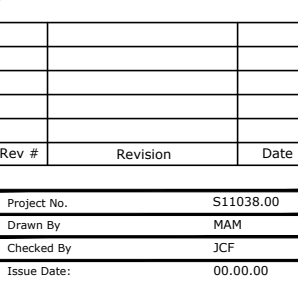 Rev # Revision Date
Project No. S11038.00
Drawn By MAM
Checked By JCF
Issue Date: 00.00.00